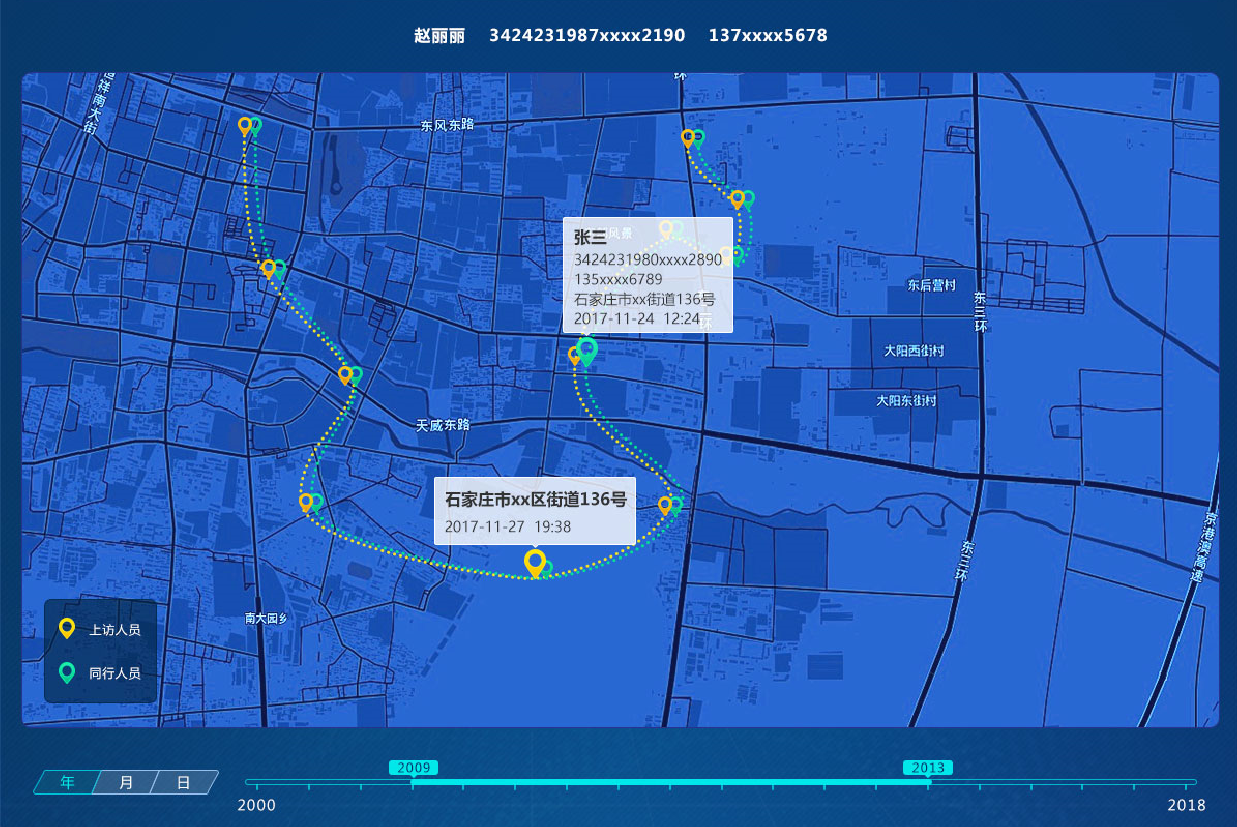 赵丽丽 3424231987xxxx2190 137xxxx5678
祥南大街
环
东风东路
张三
3424231980xxxx2890
135xxxx6789
石家庄市xx街道136号
2017-11-24 12:24
东后营村
东三环
大阳西街村
大阳东街村
天威东路
石家庄市xx区街道136号
2017-11-27 19:38
京港澳高速
东三环
南大园乡
上访人员
同行人员
2009
2013
年 月 日
2000
2018